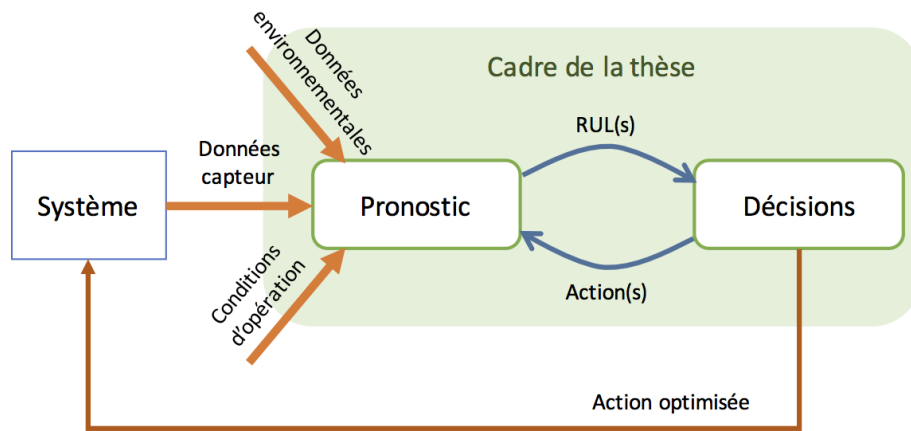 Données
environnementales
Cadre de la thèse
RUL(s)
Données
capteur
Système
Pronostic
Décisions
Conditions
d'opération
Action(s)
Action optimisée